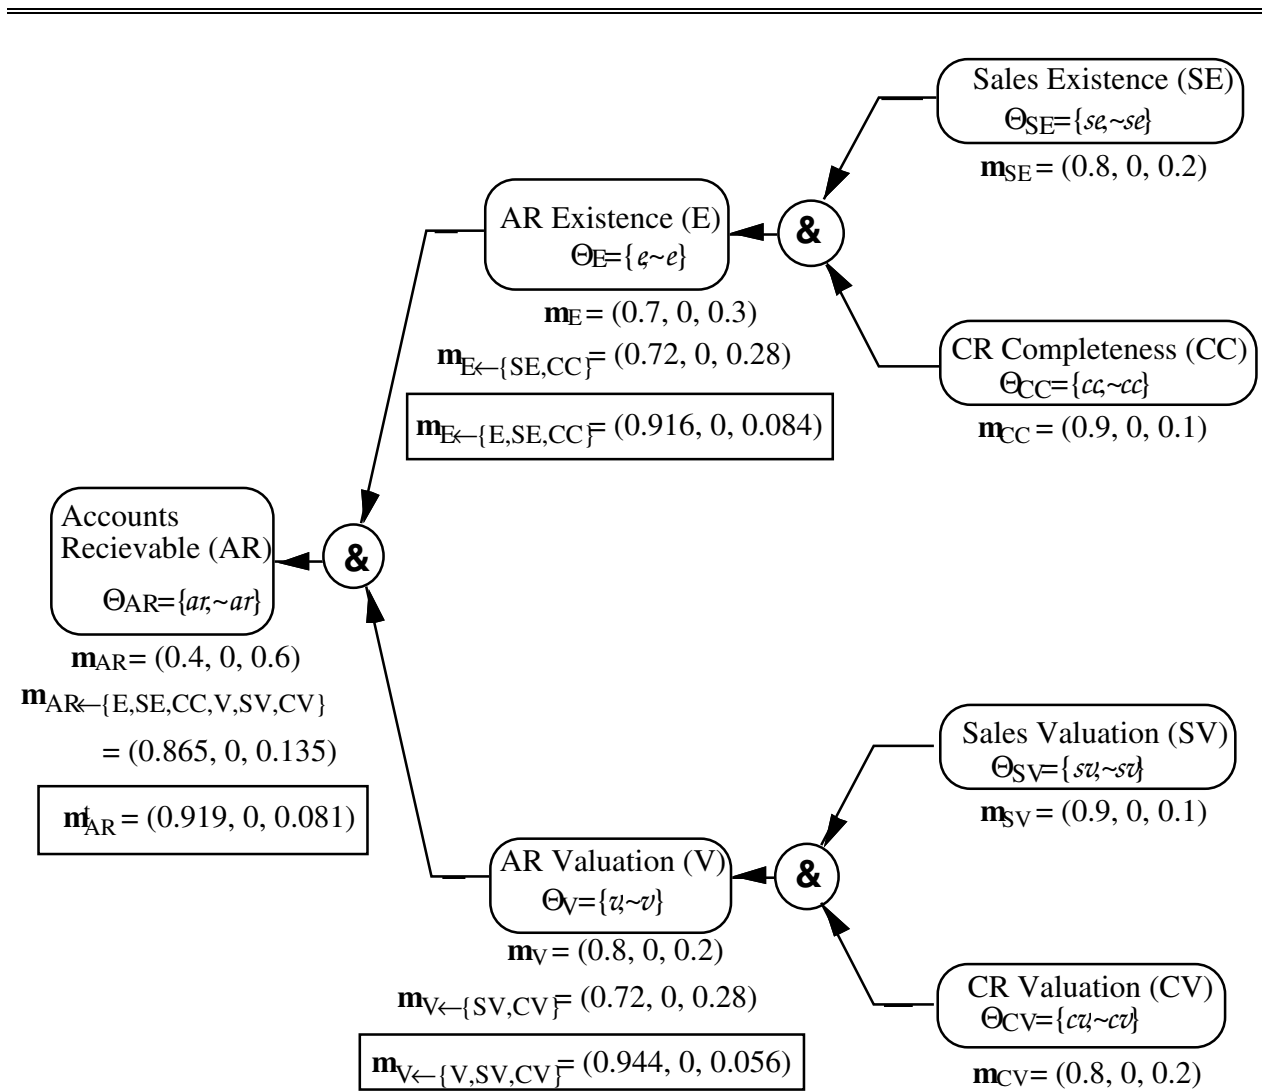 Sales Existence (SE)
Θ_SE={se,~se}
m_SE = (0.8, 0, 0.2)
AR Existence (E)
Θ_E={e,~e}
&
m_E = (0.7, 0, 0.3)
m_E←{SE,CC} = (0.72, 0, 0.28)
m_E←{E,SE,CC} = (0.916, 0, 0.084)
CR Completeness (CC)
Θ_CC={cc,~cc}
m_CC = (0.9, 0, 0.1)
Accounts
Recievable (AR)
Θ_AR={ar,~ar}
&
m_AR = (0.4, 0, 0.6)
m_AR←{E,SE,CC,V,SV,CV}
= (0.865, 0, 0.135)
m^t_AR = (0.919, 0, 0.081)
Sales Valuation (SV)
Θ_SV={sv,~sv}
m_SV = (0.9, 0, 0.1)
AR Valuation (V)
Θ_V={v,~v}
&
m_V = (0.8, 0, 0.2)
m_V←{SV,CV} = (0.72, 0, 0.28)
m_V←{V,SV,CV} = (0.944, 0, 0.056)
CR Valuation (CV)
Θ_CV={cv,~cv}
m_CV = (0.8, 0, 0.2)